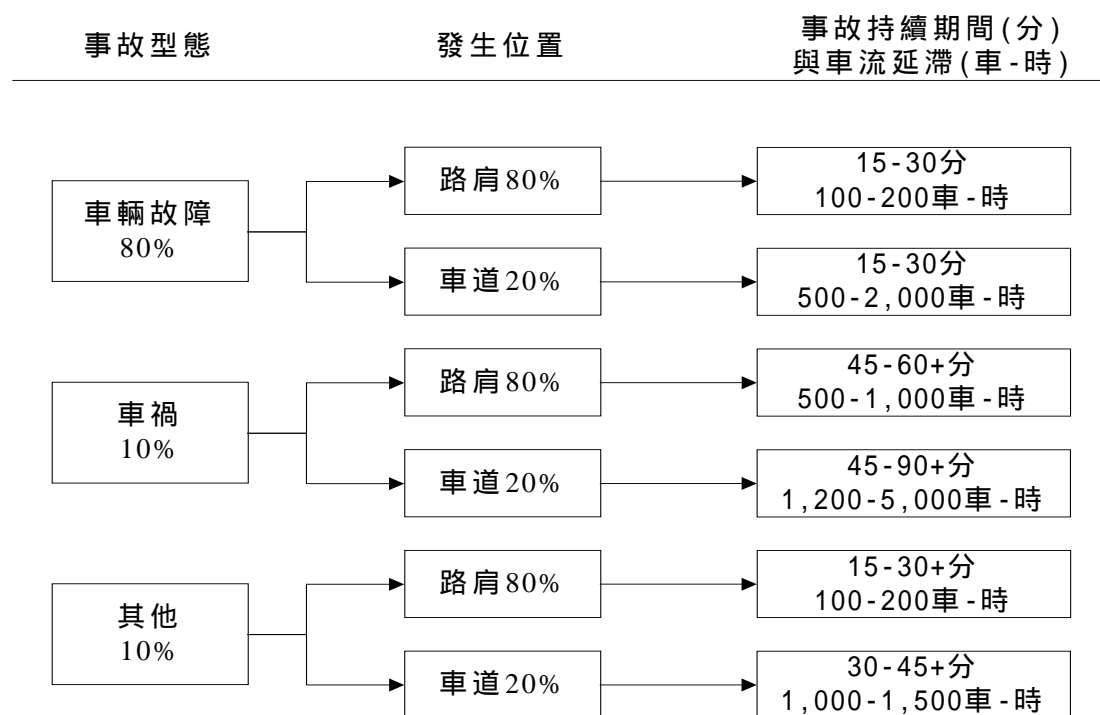 事故型態
發生位置
事故持續期間(分)
與車流延滯(車-時)
車輛故障
80%
路肩80%
15-30分
100-200車-時
車道20%
15-30分
500-2,000車-時
車禍
10%
路肩80%
45-60+分
500-1,000車-時
車道20%
45-90+分
1,200-5,000車-時
其他
10%
路肩80%
15-30+分
100-200車-時
車道20%
30-45+分
1,000-1,500車-時